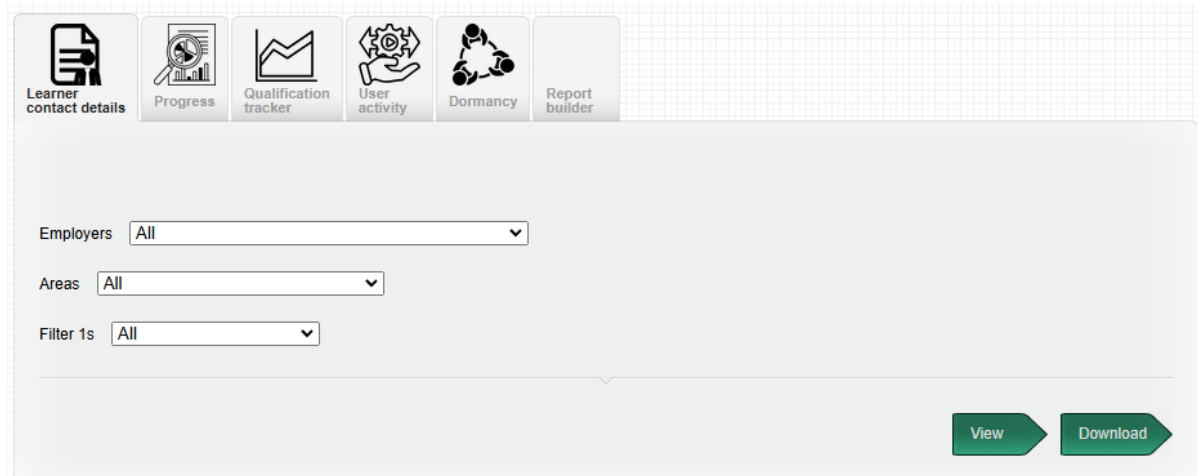 Learner
contact details
Progress
Qualification
tracker
User
activity
Dormancy
Report
builder
Employers All
Areas All
Filter 1s All
View
Download